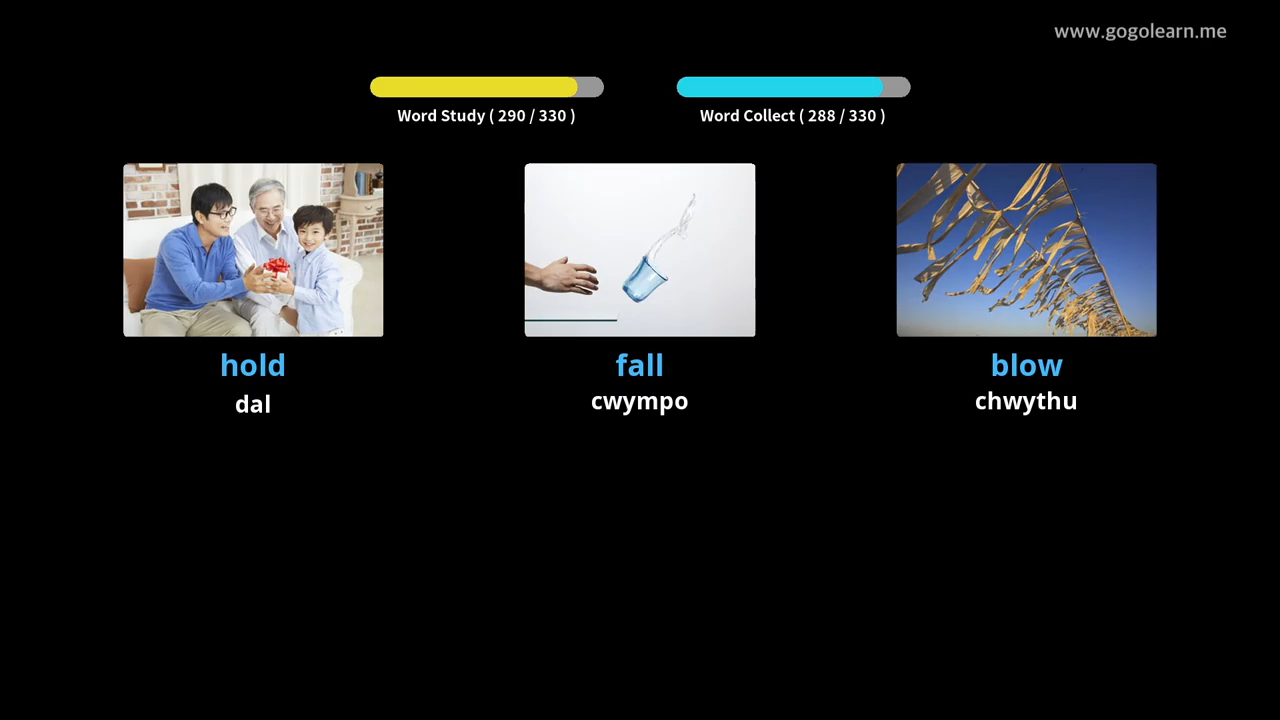 www.gogolearn.me
Word Study ( 290 / 330 )
Word Collect ( 288 / 330 )
hold
dal
fall
cwympo
blow
chwythu